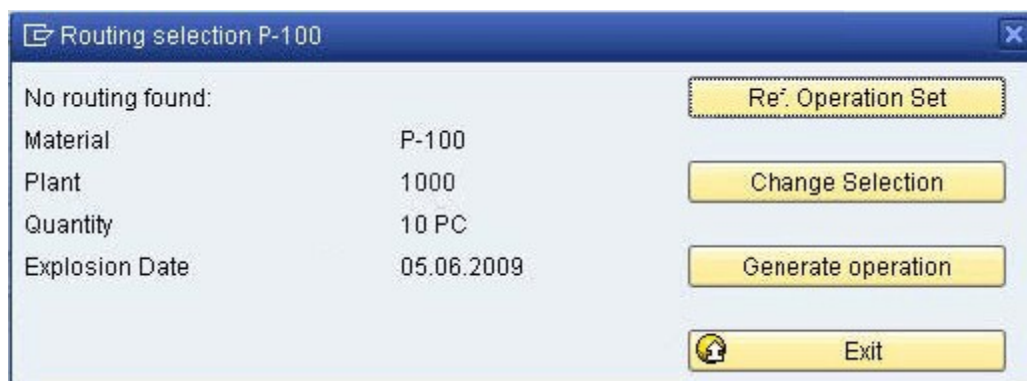 Routing selection P-100
No routing found:
Ref. Operation Set
Material P-100
Plant 1000
Change Selection
Quantity 10 PC
Explosion Date 05.06.2009
Generate operation
Exit